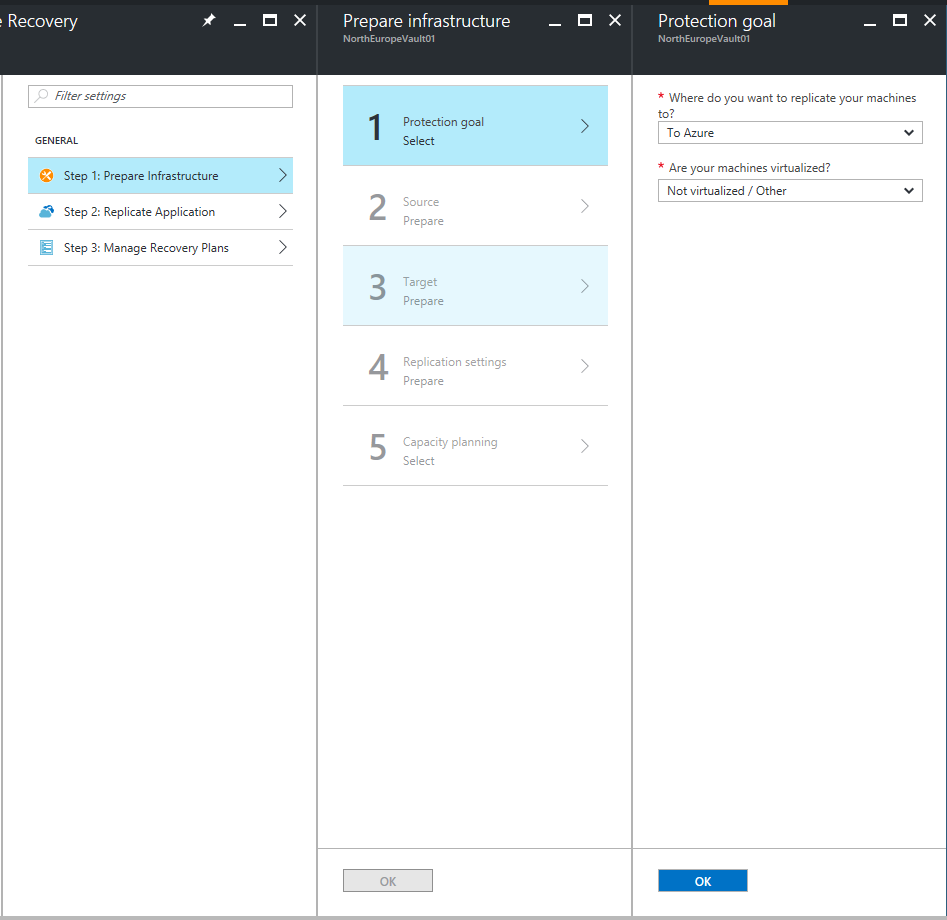 e Recovery
Filter settings
GENERAL
Step 1: Prepare Infrastructure
Step 2: Replicate Application
Step 3: Manage Recovery Plans
Prepare infrastructure
NorthEuropeVault01
1
Protection goal
Select
2
Source
Prepare
3
Target
Prepare
4
Replication settings
Prepare
5
Capacity planning
Select
OK
Protection goal
NorthEuropeVault01
* Where do you want to replicate your machines
to?
To Azure
* Are your machines virtualized?
Not virtualized / Other
OK